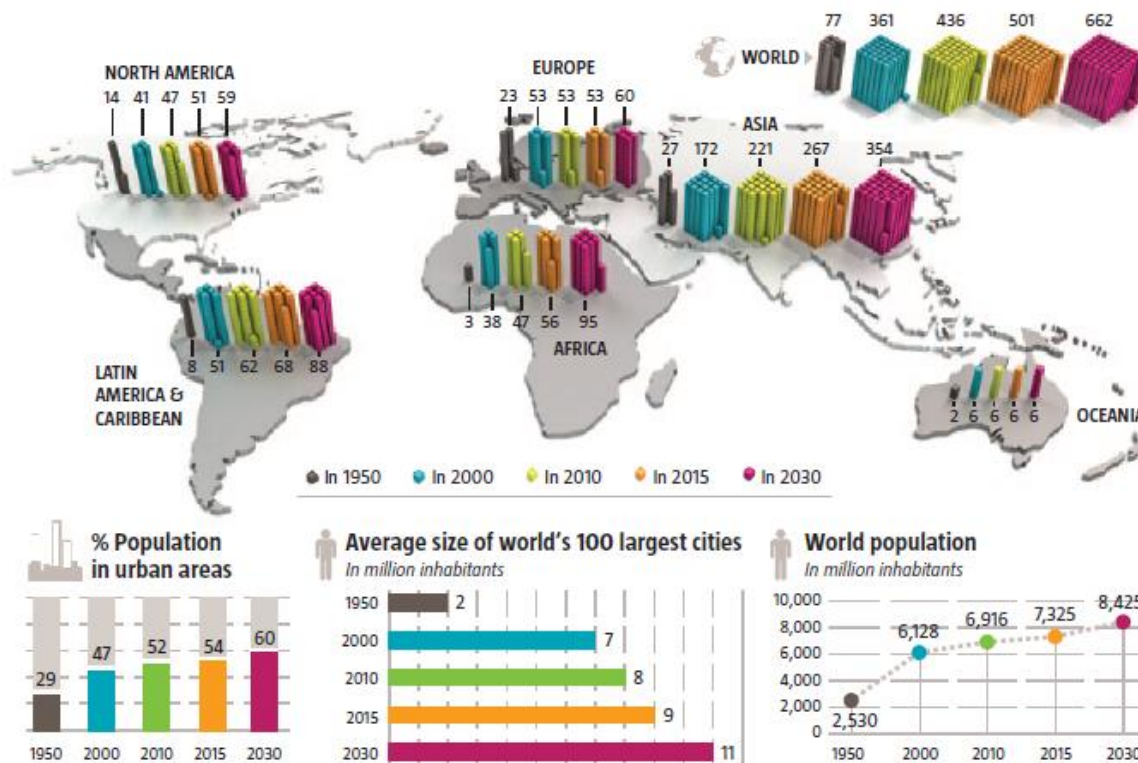 77 361 436 501 662
WORLD
NORTH AMERICA
14 41 47 51 59
EUROPE
23 53 53 53 60
ASIA
27 172 221 267 354
3 38 47 56 95
AFRICA
8 51 62 68 88
LATIN
AMERICA &
CARIBBEAN
2 6 6 6 6
OCEANIA
In 1950 In 2000 In 2010 In 2015 In 2030
% Population
in urban areas
29 47 52 54 60
1950 2000 2010 2015 2030
Average size of world's 100 largest cities
In million inhabitants
1950 2
2000 7
2010 8
2015 9
2030 11
World population
In million inhabitants
10,000
8,000
6,000
4,000
2,000
0
2,530 6,128 6,916 7,325 8,425
1950 2000 2010 2015 2030